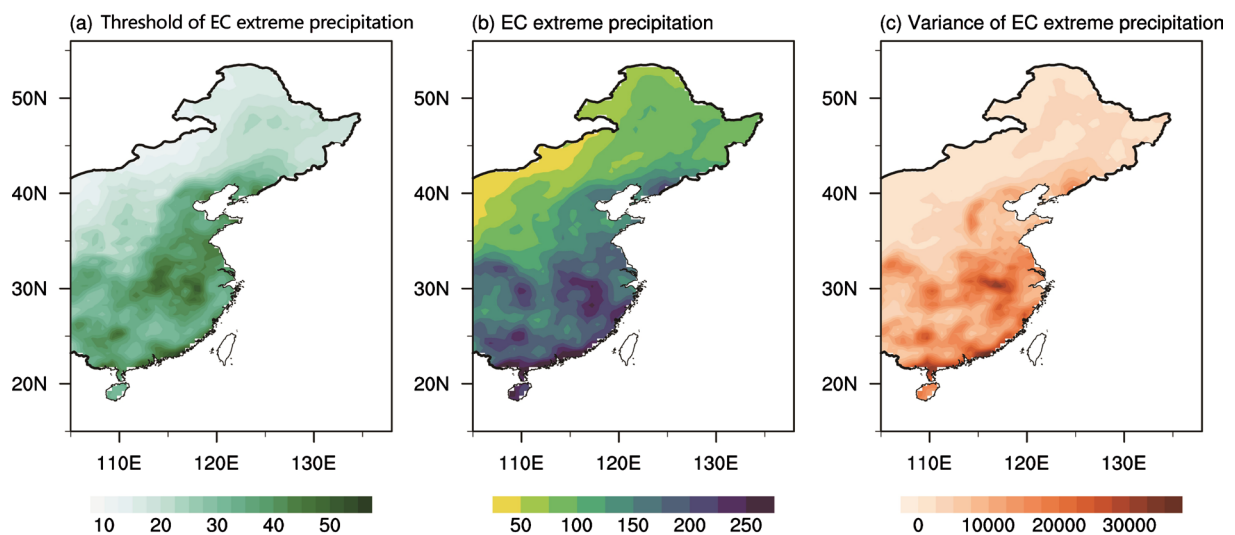 (a) Threshold of EC extreme precipitation
(b) EC extreme precipitation
(c) Variance of EC extreme precipitation
50N
40N
30N
20N
110E 120E 130E
50N
40N
30N
20N
110E 120E 130E
50N
40N
30N
20N
110E 120E 130E
10 20 30 40 50
50 100 150 200 250
0 10000 20000 30000